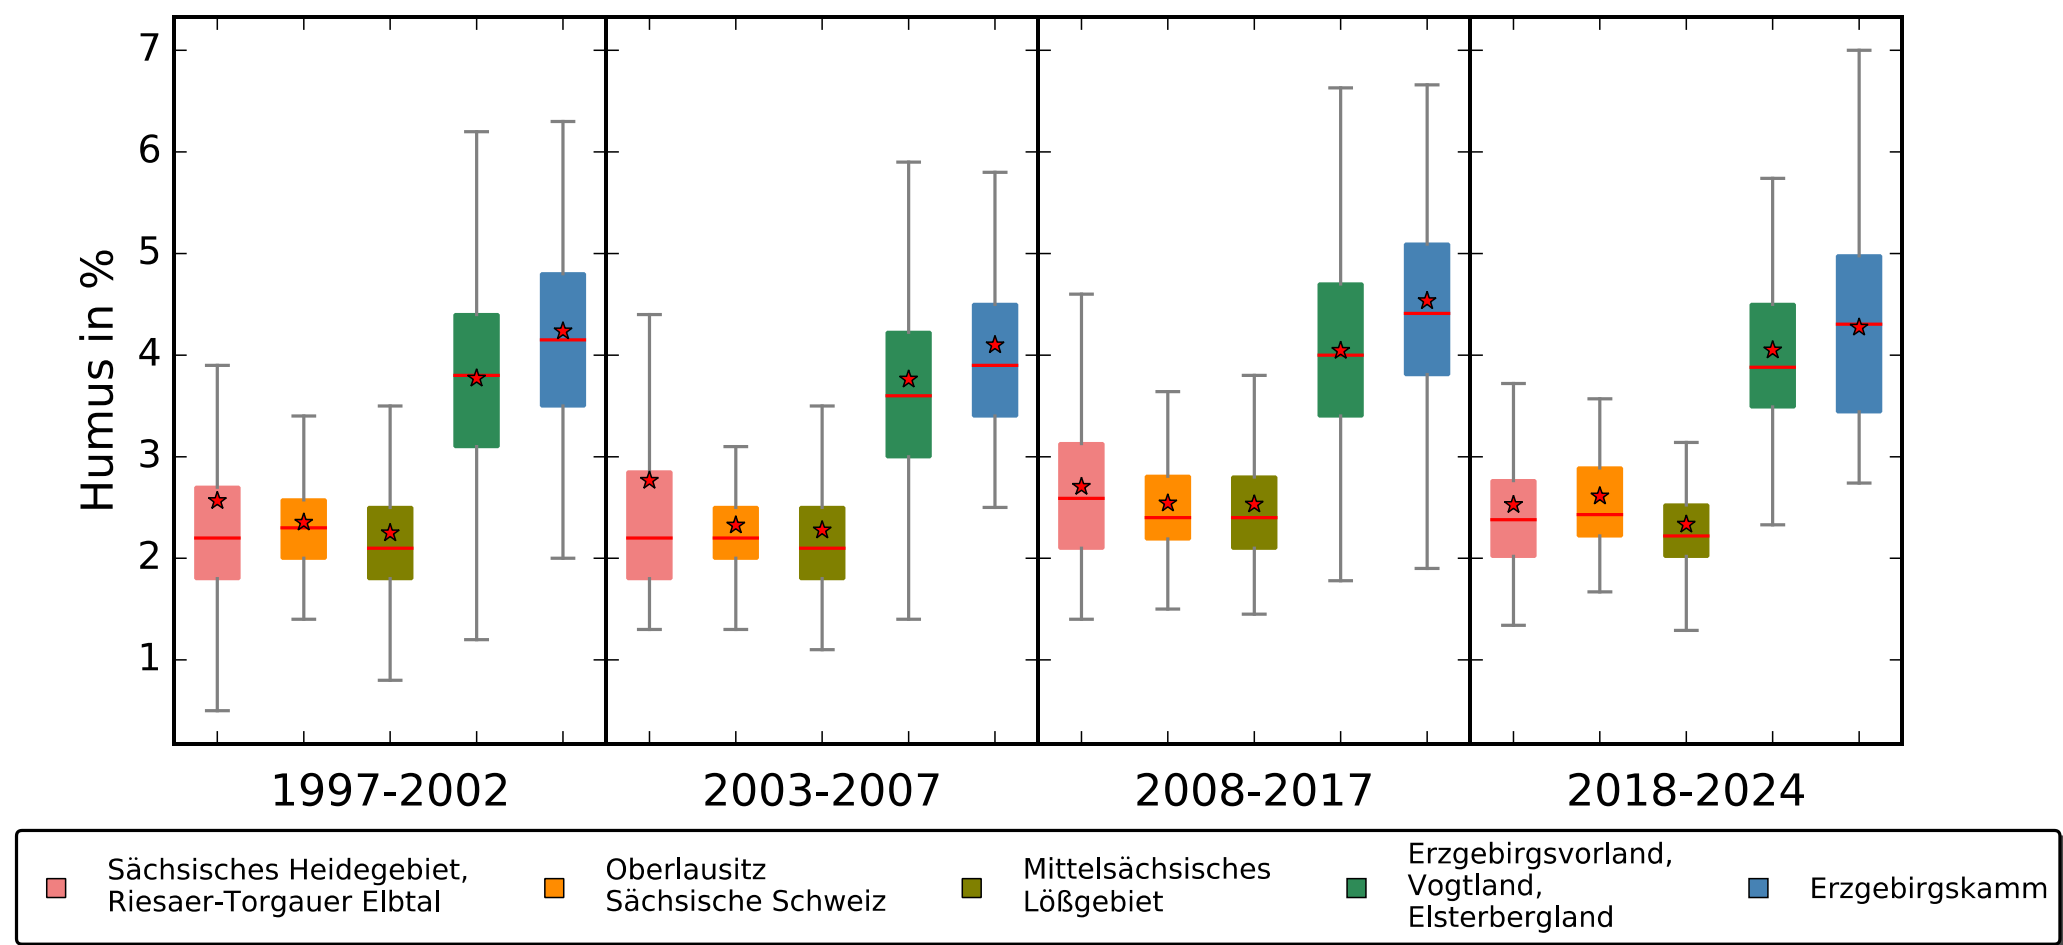 7
6
5
4
3
2
1
Humus in %
1997-2002
2003-2007
2008-2017
2018-2024
Sächsisches Heidegebiet,
Riesaer-Torgauer Elbtal
Oberlausitz
Sächsische Schweiz
Mittelsächsisches
Lößgebiet
Erzgebirgsvorland,
Vogtland,
Elsterbergland
Erzgebirgskamm